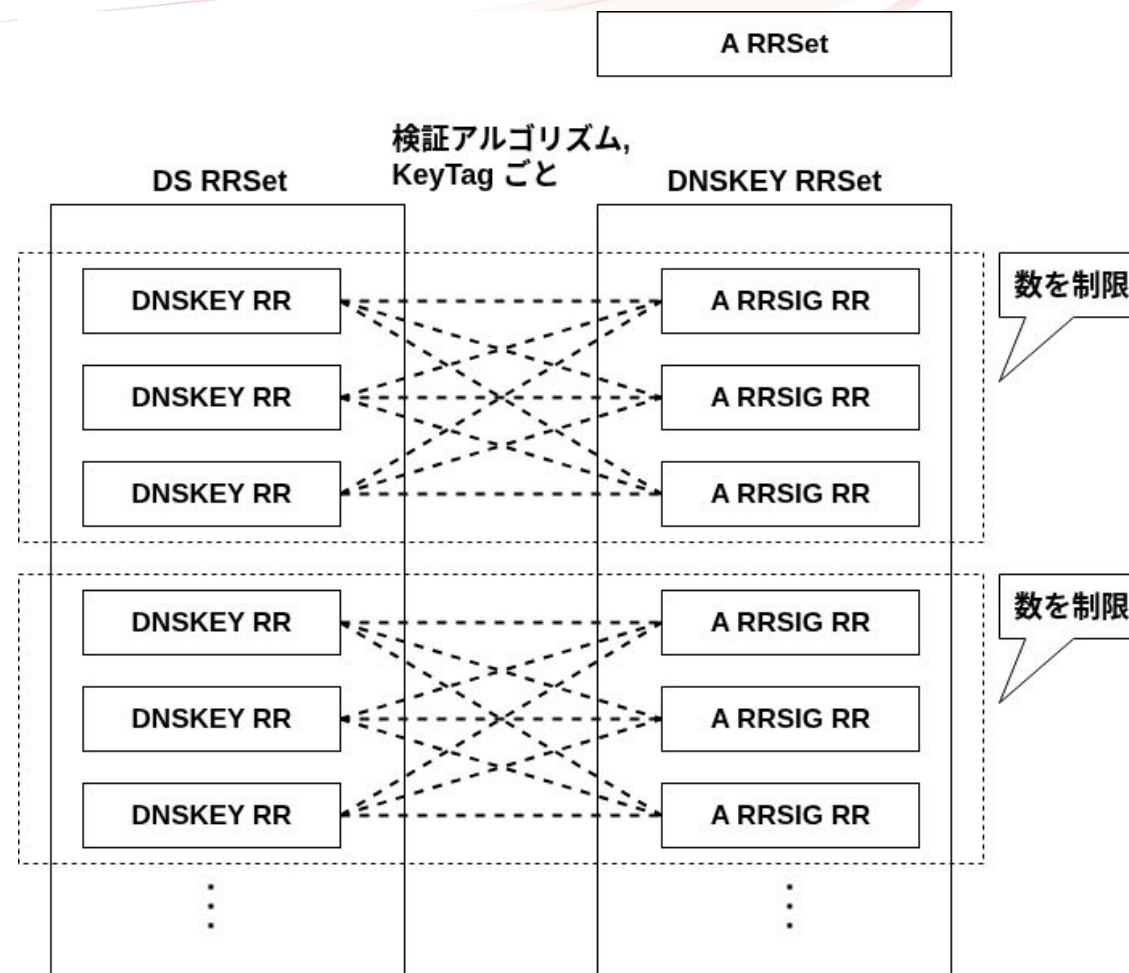 A RRSet
検証アルゴリズム,
KeyTag ごと
DS RRSet
DNSKEY RRSet
DNSKEY RR
A RRSIG RR
数を制限
DNSKEY RR
A RRSIG RR
DNSKEY RR
A RRSIG RR
DNSKEY RR
A RRSIG RR
数を制限
DNSKEY RR
A RRSIG RR
DNSKEY RR
A RRSIG RR